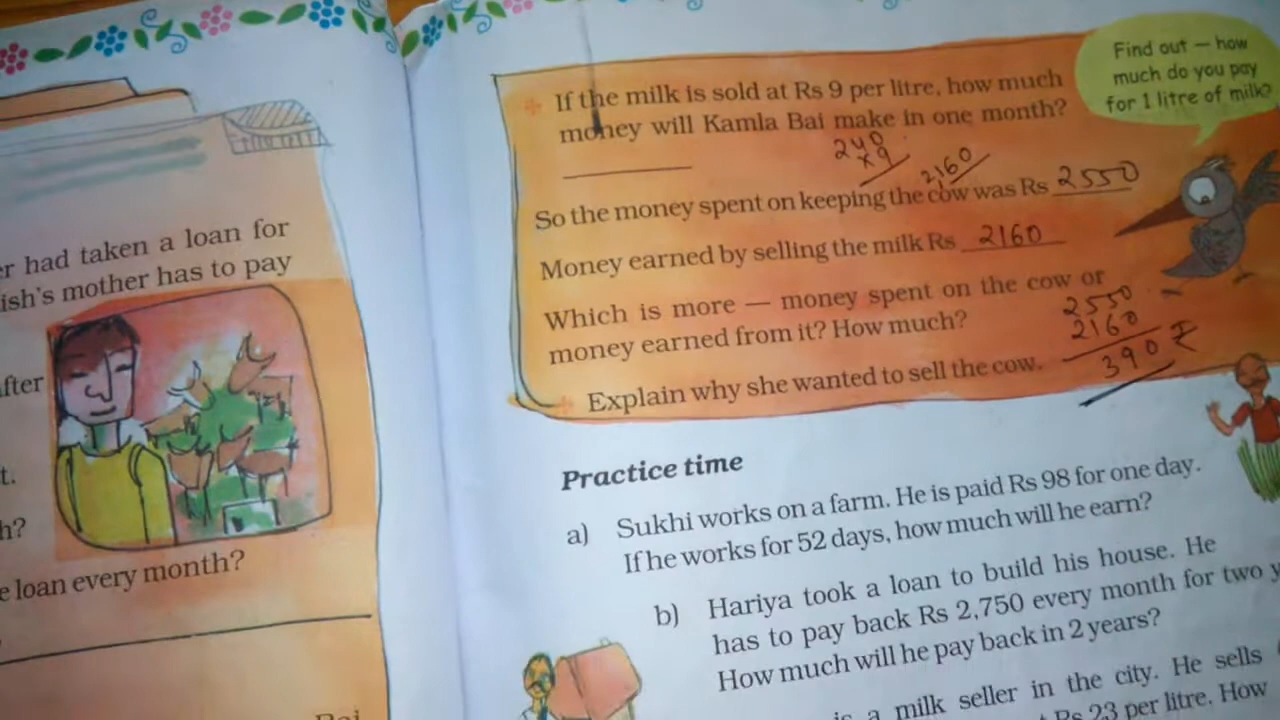 er had taken a loan for
ish's mother has to pay
after
t.
h?
e loan every month?
If the milk is sold at Rs 9 per litre, how much
money will Kamla Bai make in one month?
240
x9
2160
So the money spent on keeping the cow was Rs 2550
Money earned by selling the milk Rs 2160
Which is more — money spent on the cow or
money earned from it? How much?
2550
2160
390 ₹
Explain why she wanted to sell the cow.
Find out — how
much do you pay
for 1 litre of milk?
Practice time
a) Sukhi works on a farm. He is paid Rs 98 for one day.
If he works for 52 days, how much will he earn?
b) Hariya took a loan to build his house. He
has to pay back Rs 2,750 every month for two y
How much will he pay back in 2 years?
is a milk seller in the city. He sells
Rs 23 per litre. How